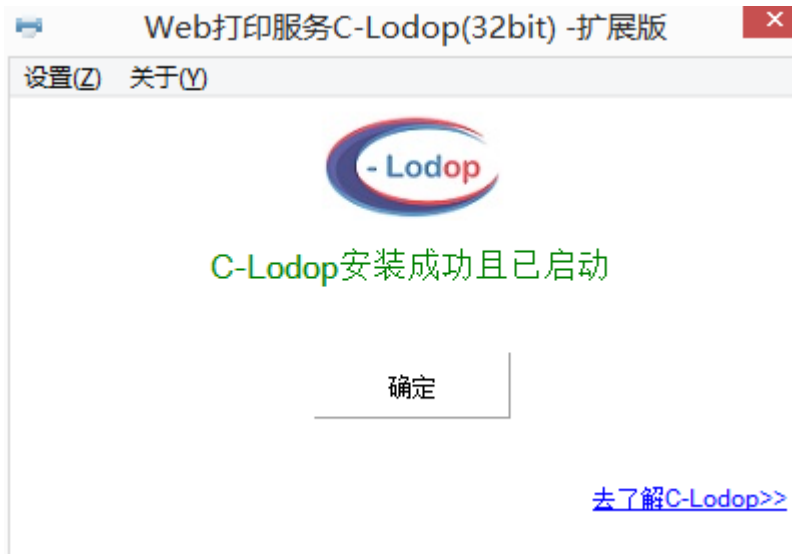 Web打印服务C-Lodop(32bit) -扩展版
设置(Z) 关于(Y)
- Lodop
C-Lodop安装成功且已启动
确定
去了解C-Lodop>>